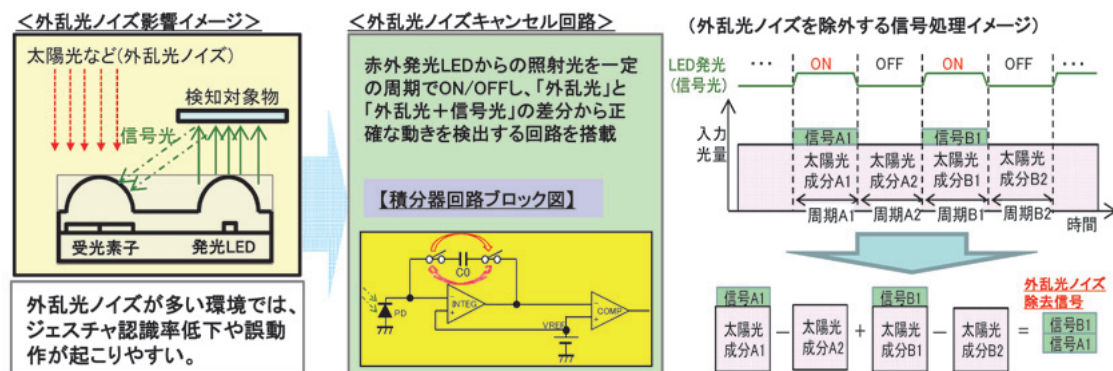 ＜外乱光ノイズ影響イメージ＞
太陽光など(外乱光ノイズ)
検知対象物
信号光
受光素子
発光LED
外乱光ノイズが多い環境では、
ジェスチャ認識率低下や誤動
作が起こりやすい。
＜外乱光ノイズキャンセル回路＞
赤外発光LEDからの照射光を一定
の周期でON/OFFし、「外乱光」と
「外乱光＋信号光」の差分から正
確な動きを検出する回路を搭載
【積分器回路ブロック図】
C0
INTEG
PD
VREF
COMP
（外乱光ノイズを除外する信号処理イメージ）
LED発光
(信号光)
･･･
ON
OFF
ON
OFF
･･･
入力
光量
信号A1
信号B1
太陽光
成分A1
太陽光
成分A2
太陽光
成分B1
太陽光
成分B2
周期A1
周期A2
周期B1
周期B2
時間
信号A1
太陽光
成分A1
－
太陽光
成分A2
＋
信号B1
太陽光
成分B1
－
太陽光
成分B2
＝
外乱光ノイズ
除去信号
信号B1
信号A1